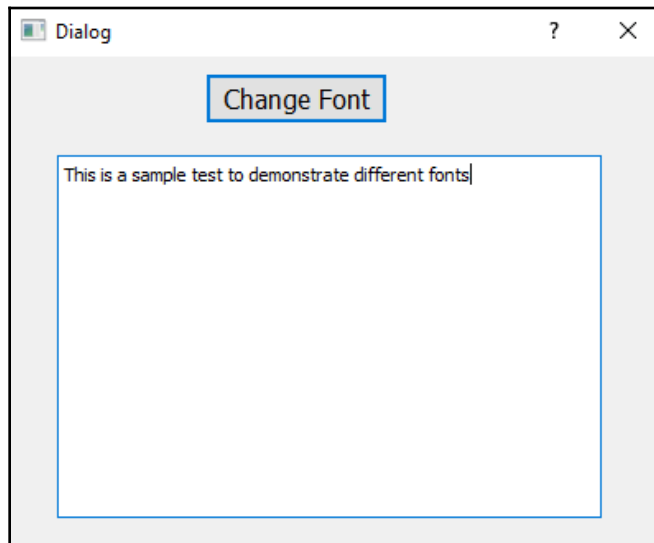 Dialog ?
Change Font
This is a sample test to demonstrate different fonts